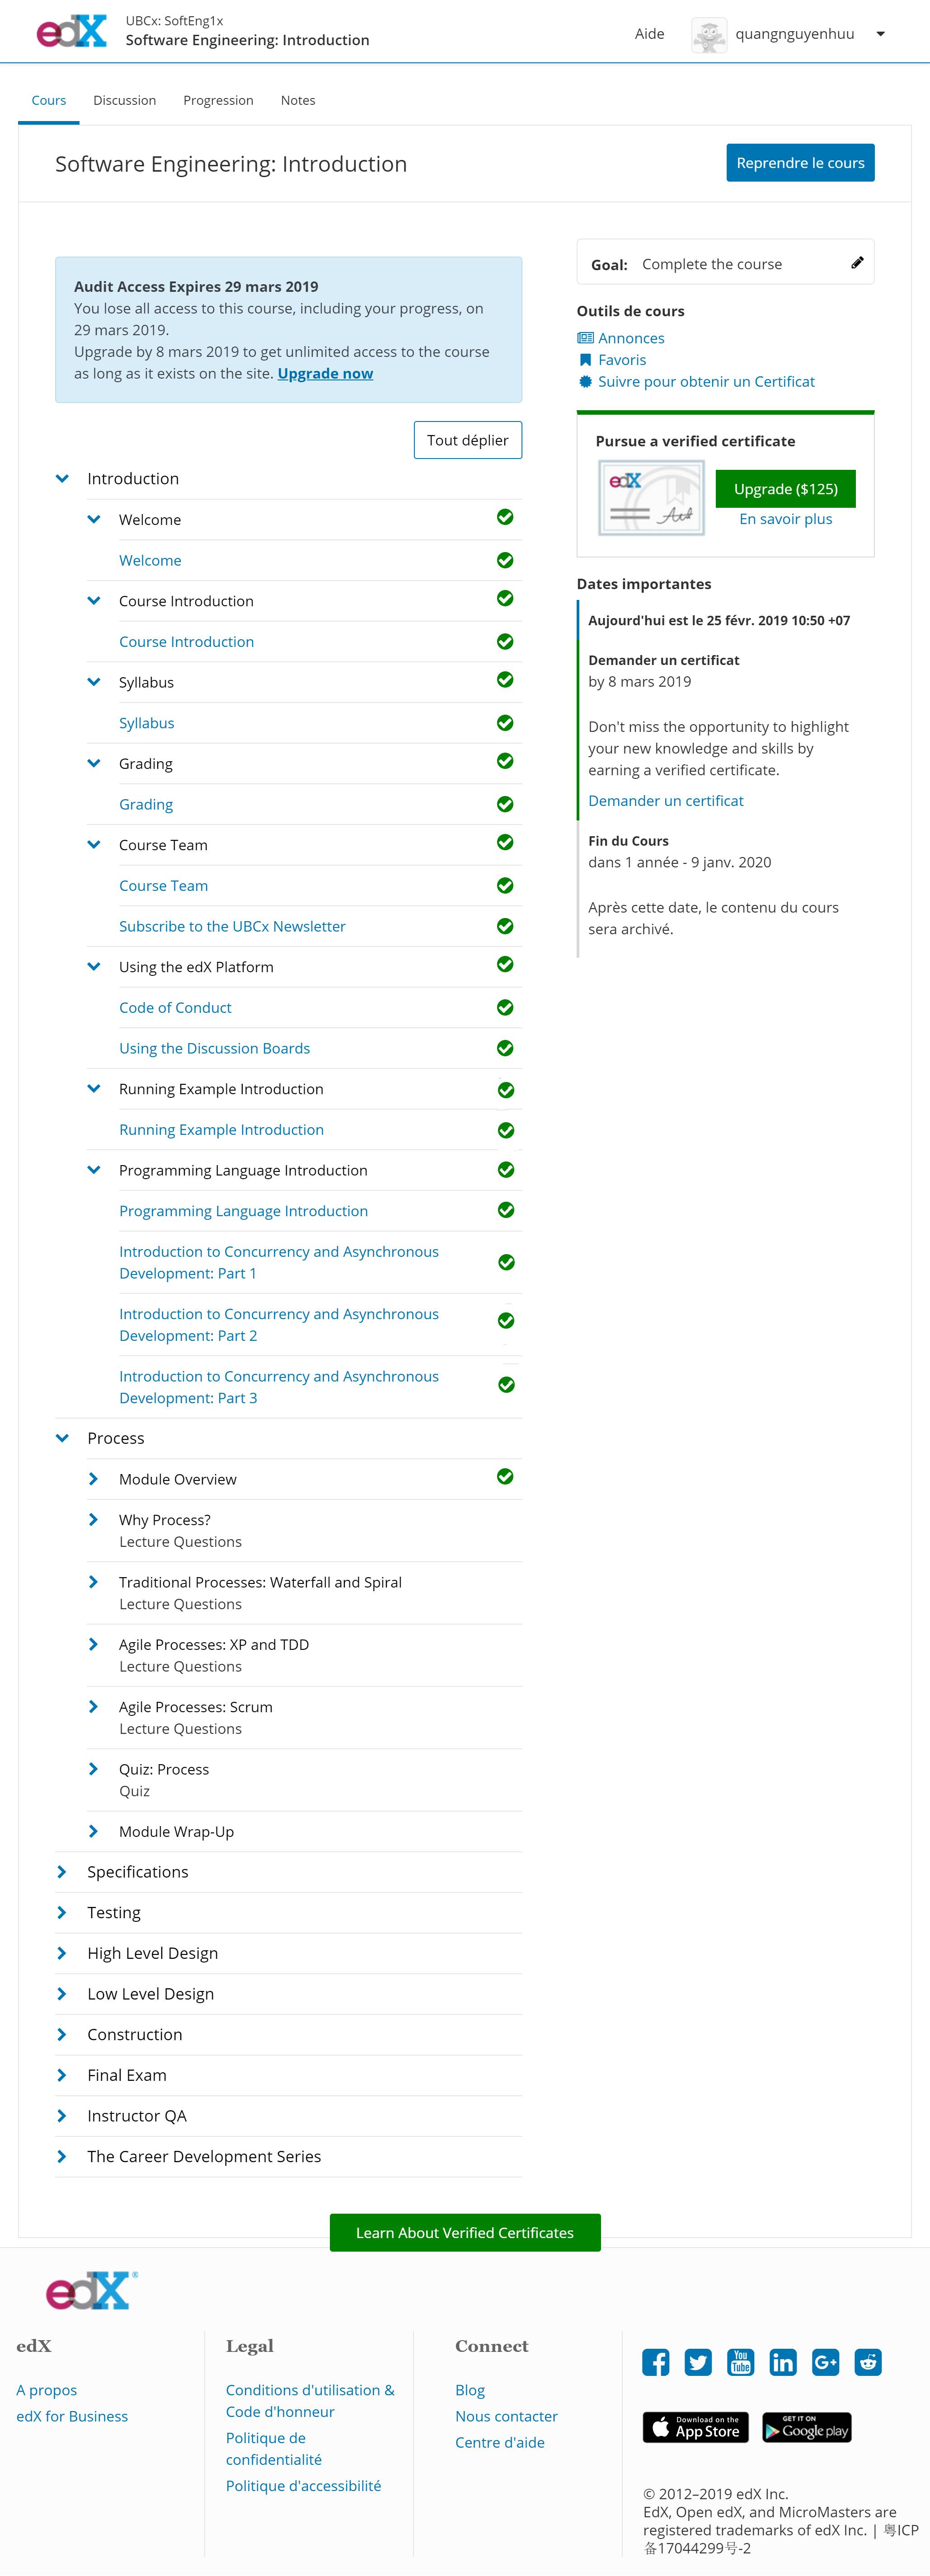 edX
UBCx: SoftEng1x
Software Engineering: Introduction
Aide
quangnguyenhuu
Cours
Discussion
Progression
Notes
Software Engineering: Introduction
Reprendre le cours
Audit Access Expires 29 mars 2019
You lose all access to this course, including your progress, on
29 mars 2019.
Upgrade by 8 mars 2019 to get unlimited access to the course
as long as it exists on the site. Upgrade now
Tout déplier
Introduction
Welcome
Welcome
Course Introduction
Course Introduction
Syllabus
Syllabus
Grading
Grading
Course Team
Course Team
Subscribe to the UBCx Newsletter
Using the edX Platform
Code of Conduct
Using the Discussion Boards
Running Example Introduction
Running Example Introduction
Programming Language Introduction
Programming Language Introduction
Introduction to Concurrency and Asynchronous
Development: Part 1
Introduction to Concurrency and Asynchronous
Development: Part 2
Introduction to Concurrency and Asynchronous
Development: Part 3
Process
Module Overview
Why Process?
Lecture Questions
Traditional Processes: Waterfall and Spiral
Lecture Questions
Agile Processes: XP and TDD
Lecture Questions
Agile Processes: Scrum
Lecture Questions
Quiz: Process
Quiz
Module Wrap-Up
Specifications
Testing
High Level Design
Low Level Design
Construction
Final Exam
Instructor QA
The Career Development Series
Goal: Complete the course
Outils de cours
Annonces
Favoris
Suivre pour obtenir un Certificat
Pursue a verified certificate
edX
Upgrade ($125)
En savoir plus
Dates importantes
Aujourd'hui est le 25 févr. 2019 10:50 +07
Demander un certificat
by 8 mars 2019
Don't miss the opportunity to highlight
your new knowledge and skills by
earning a verified certificate.
Demander un certificat
Fin du Cours
dans 1 année - 9 janv. 2020
Après cette date, le contenu du cours
sera archivé.
Learn About Verified Certificates
edX®
edX
A propos
edX for Business
Legal
Conditions d'utilisation &
Code d'honneur
Politique de
confidentialité
Politique d'accessibilité
Connect
Blog
Nous contacter
Centre d'aide
You
Tube
in
G+
Download on the
App Store
GET IT ON
Google play
© 2012–2019 edX Inc.
EdX, Open edX, and MicroMasters are
registered trademarks of edX Inc. | 粤ICP
备17044299号-2